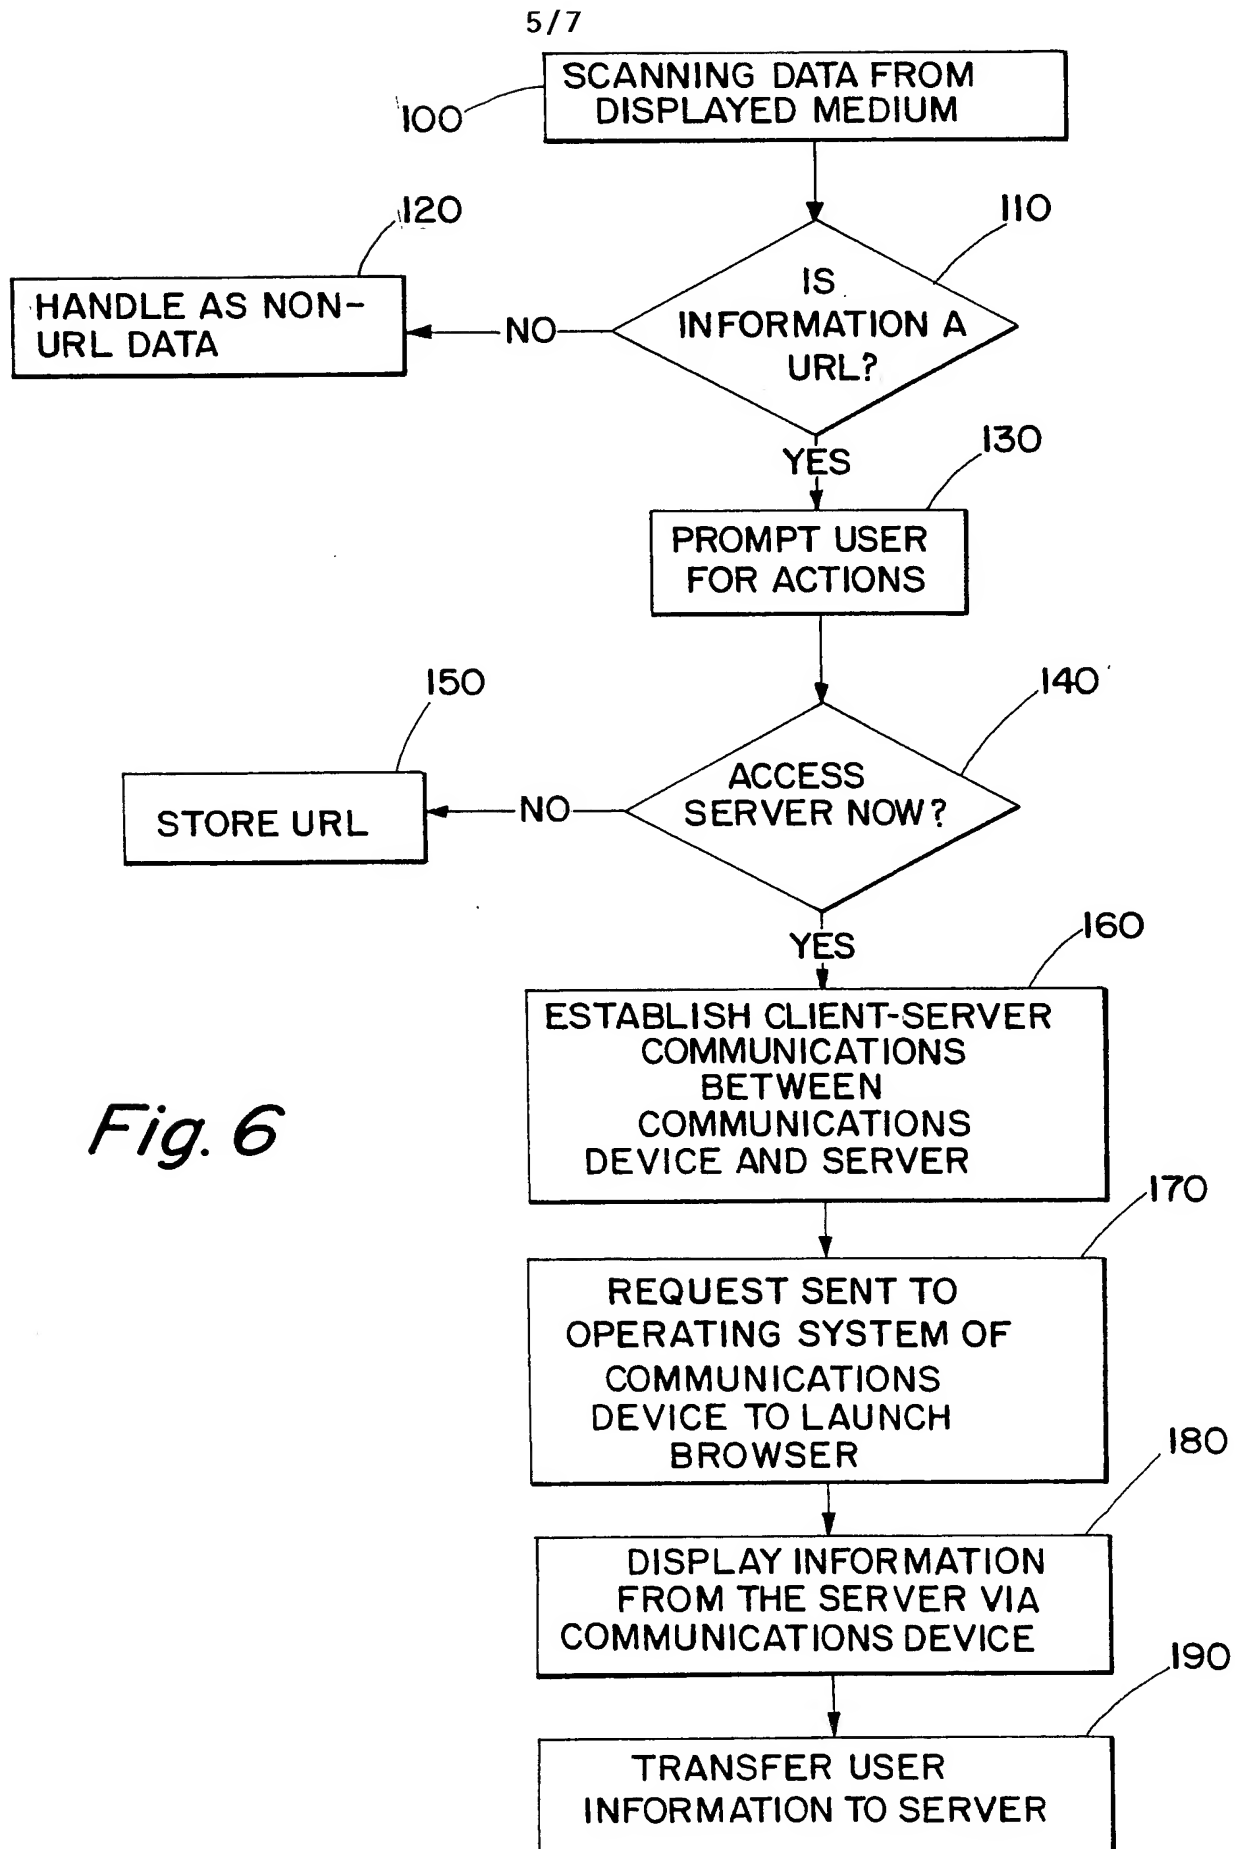 5/7
SCANNING DATA FROM
DISPLAYED MEDIUM
100
120
110
IS
INFORMATION A
URL?
HANDLE AS NON-
URL DATA
NO
YES
130
PROMPT USER
FOR ACTIONS
150
140
ACCESS
SERVER NOW?
STORE URL
NO
YES
160
ESTABLISH CLIENT-SERVER
COMMUNICATIONS
BETWEEN
COMMUNICATIONS
DEVICE AND SERVER
Fig. 6
170
REQUEST SENT TO
OPERATING SYSTEM OF
COMMUNICATIONS
DEVICE TO LAUNCH
BROWSER
180
DISPLAY INFORMATION
FROM THE SERVER VIA
COMMUNICATIONS DEVICE
190
TRANSFER USER
INFORMATION TO SERVER